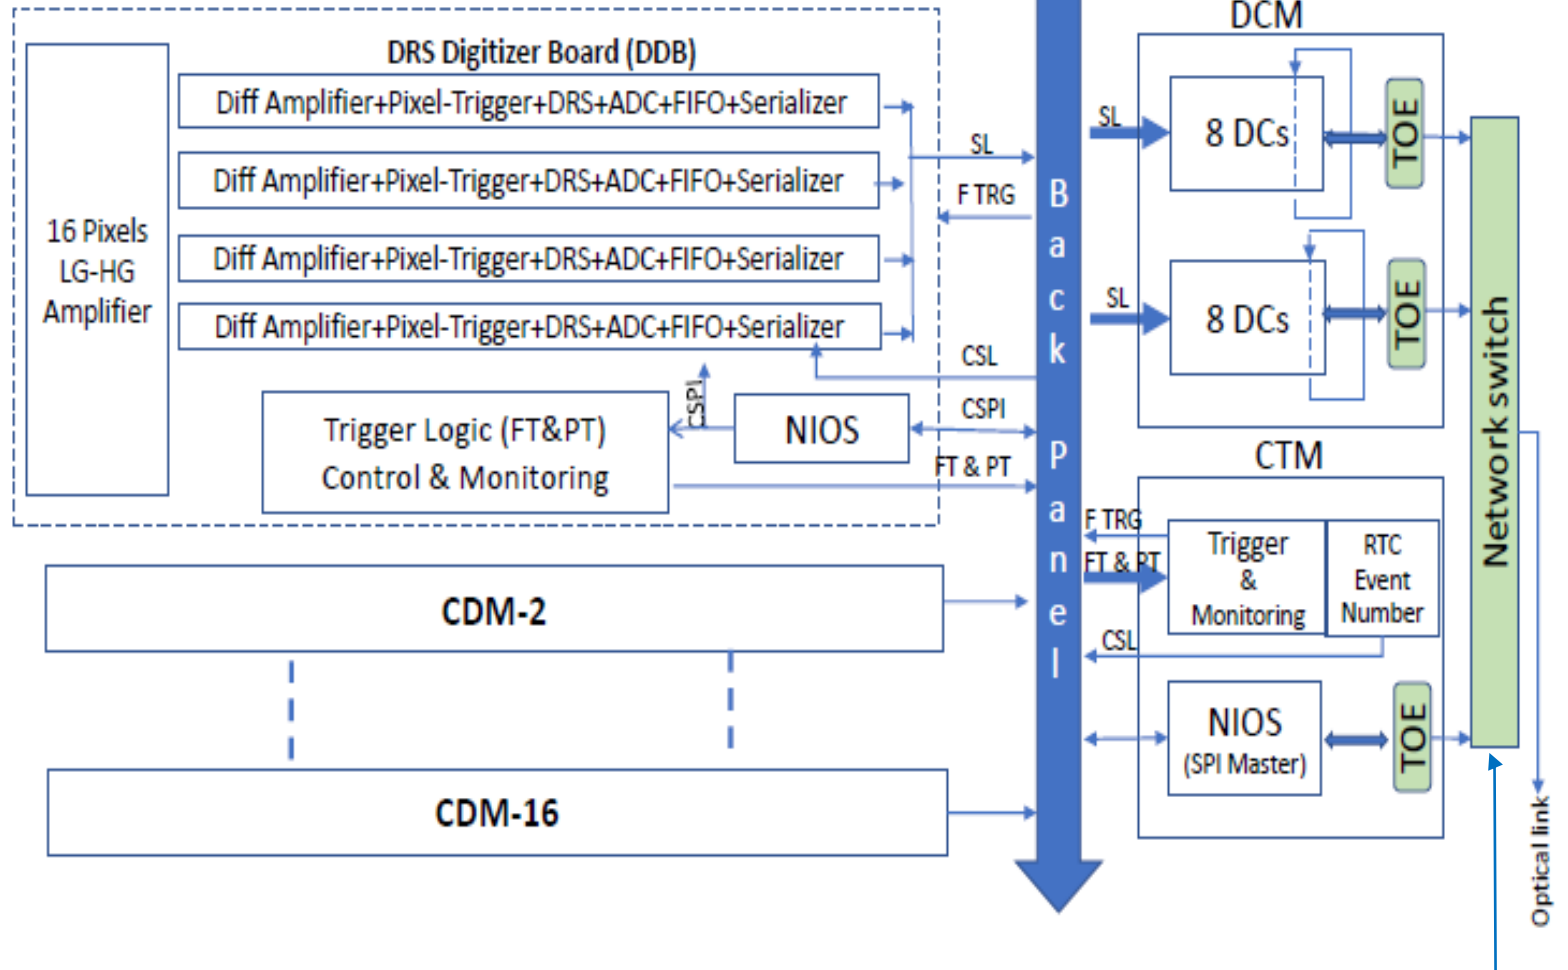 DRS Digitizer Board (DDB)
16 Pixels
LG-HG
Amplifier
Diff Amplifier+Pixel-Trigger+DRS+ADC+FIFO+Serializer
Diff Amplifier+Pixel-Trigger+DRS+ADC+FIFO+Serializer
Diff Amplifier+Pixel-Trigger+DRS+ADC+FIFO+Serializer
Diff Amplifier+Pixel-Trigger+DRS+ADC+FIFO+Serializer
Trigger Logic (FT&PT)
Control & Monitoring
CSPI
NIOS
SL
F TRG
CSL
CSPI
FT & PT
CDM-2
CDM-16
Back Panel
DCM
SL
8 DCs
TOE
SL
8 DCs
TOE
CTM
F TRG
FT & PT
CSL
Trigger
&
Monitoring
RTC
Event
Number
NIOS
(SPI Master)
TOE
Network switch
Optical link